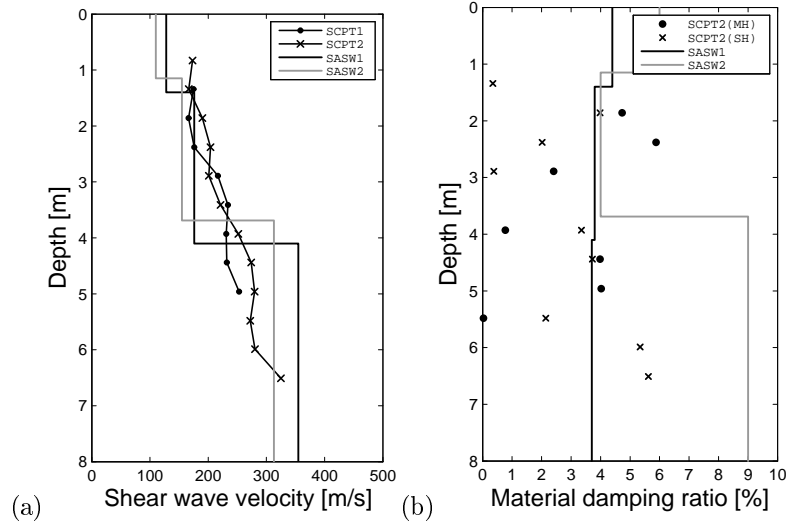 SCPT1
SCPT2
SASW1
SASW2
0
1
2
3
4
5
6
7
8
Depth [m]
0 100 200 300 400 500
(a) Shear wave velocity [m/s]
SCPT2(MH)
SCPT2(SH)
SASW1
SASW2
0
1
2
3
4
5
6
7
8
Depth [m]
0 1 2 3 4 5 6 7 8 9 10
(b) Material damping ratio [%]